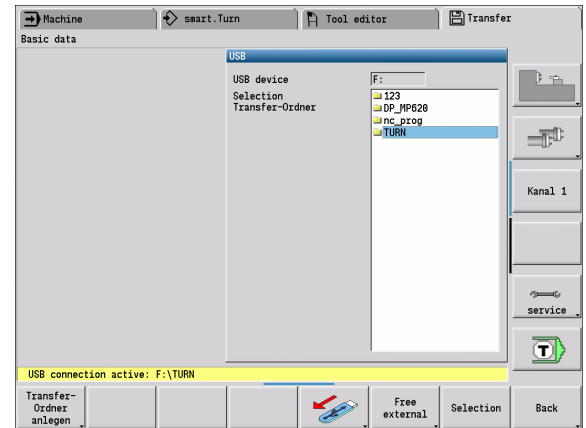 Machine
smart.Turn
Tool editor
Transfer
Basic data
USB
USB device
F:
Selection
Transfer-Ordner
123
DP_MP620
nc_prog
TURN
Kanal 1
service
T
USB connection active: F:\TURN
Transfer-
Ordner
anlegen
Free
external
Selection
Back